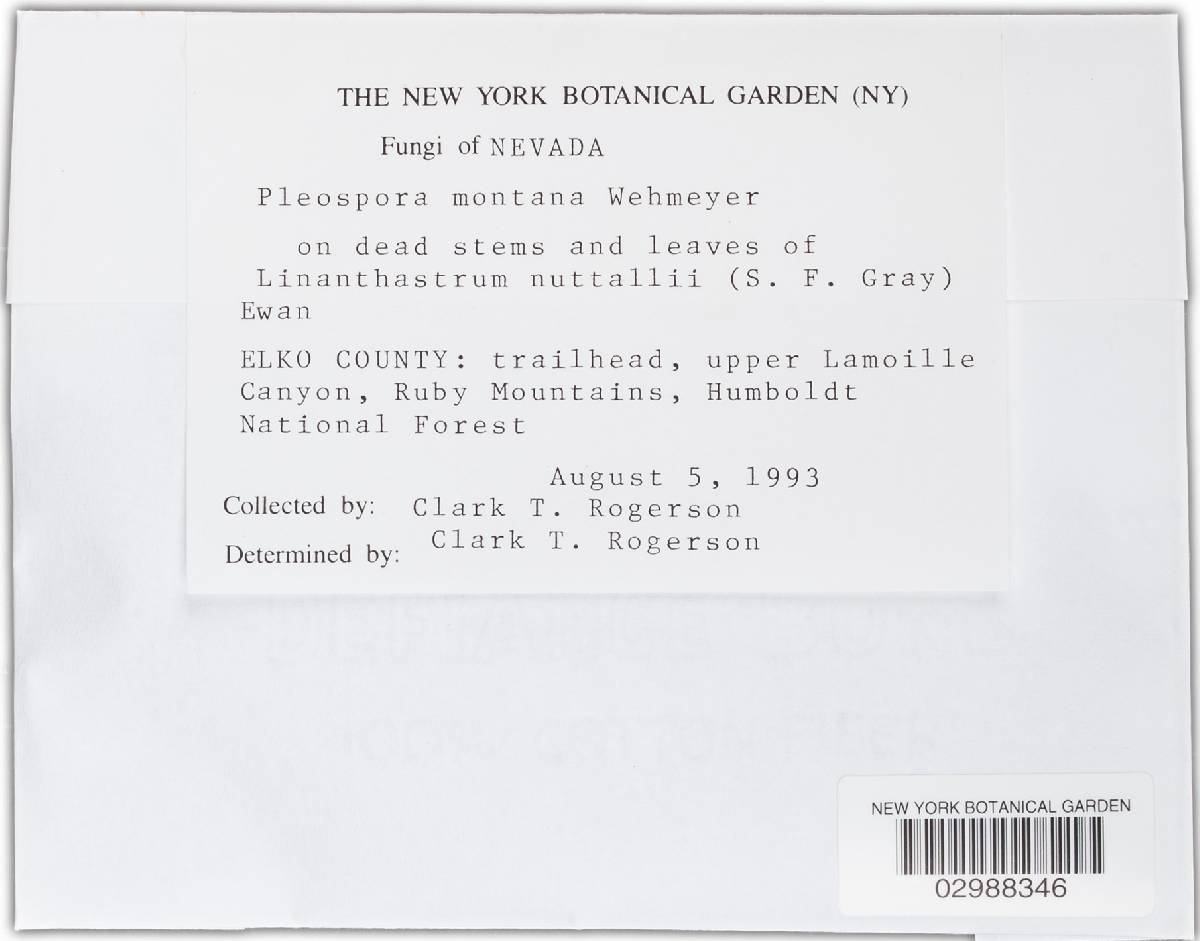 THE NEW YORK BOTANICAL GARDEN (NY)
Fungi of NEVADA
Pleospora montana Wehmeyer
on dead stems and leaves of
Linanthastrum nuttallii (S. F. Gray)
Ewan
ELKO COUNTY: trailhead, upper Lamoille
Canyon, Ruby Mountains, Humboldt
National Forest
August 5, 1993
Collected by: Clark T. Rogerson
Determined by: Clark T. Rogerson
NEW YORK BOTANICAL GARDEN
02988346